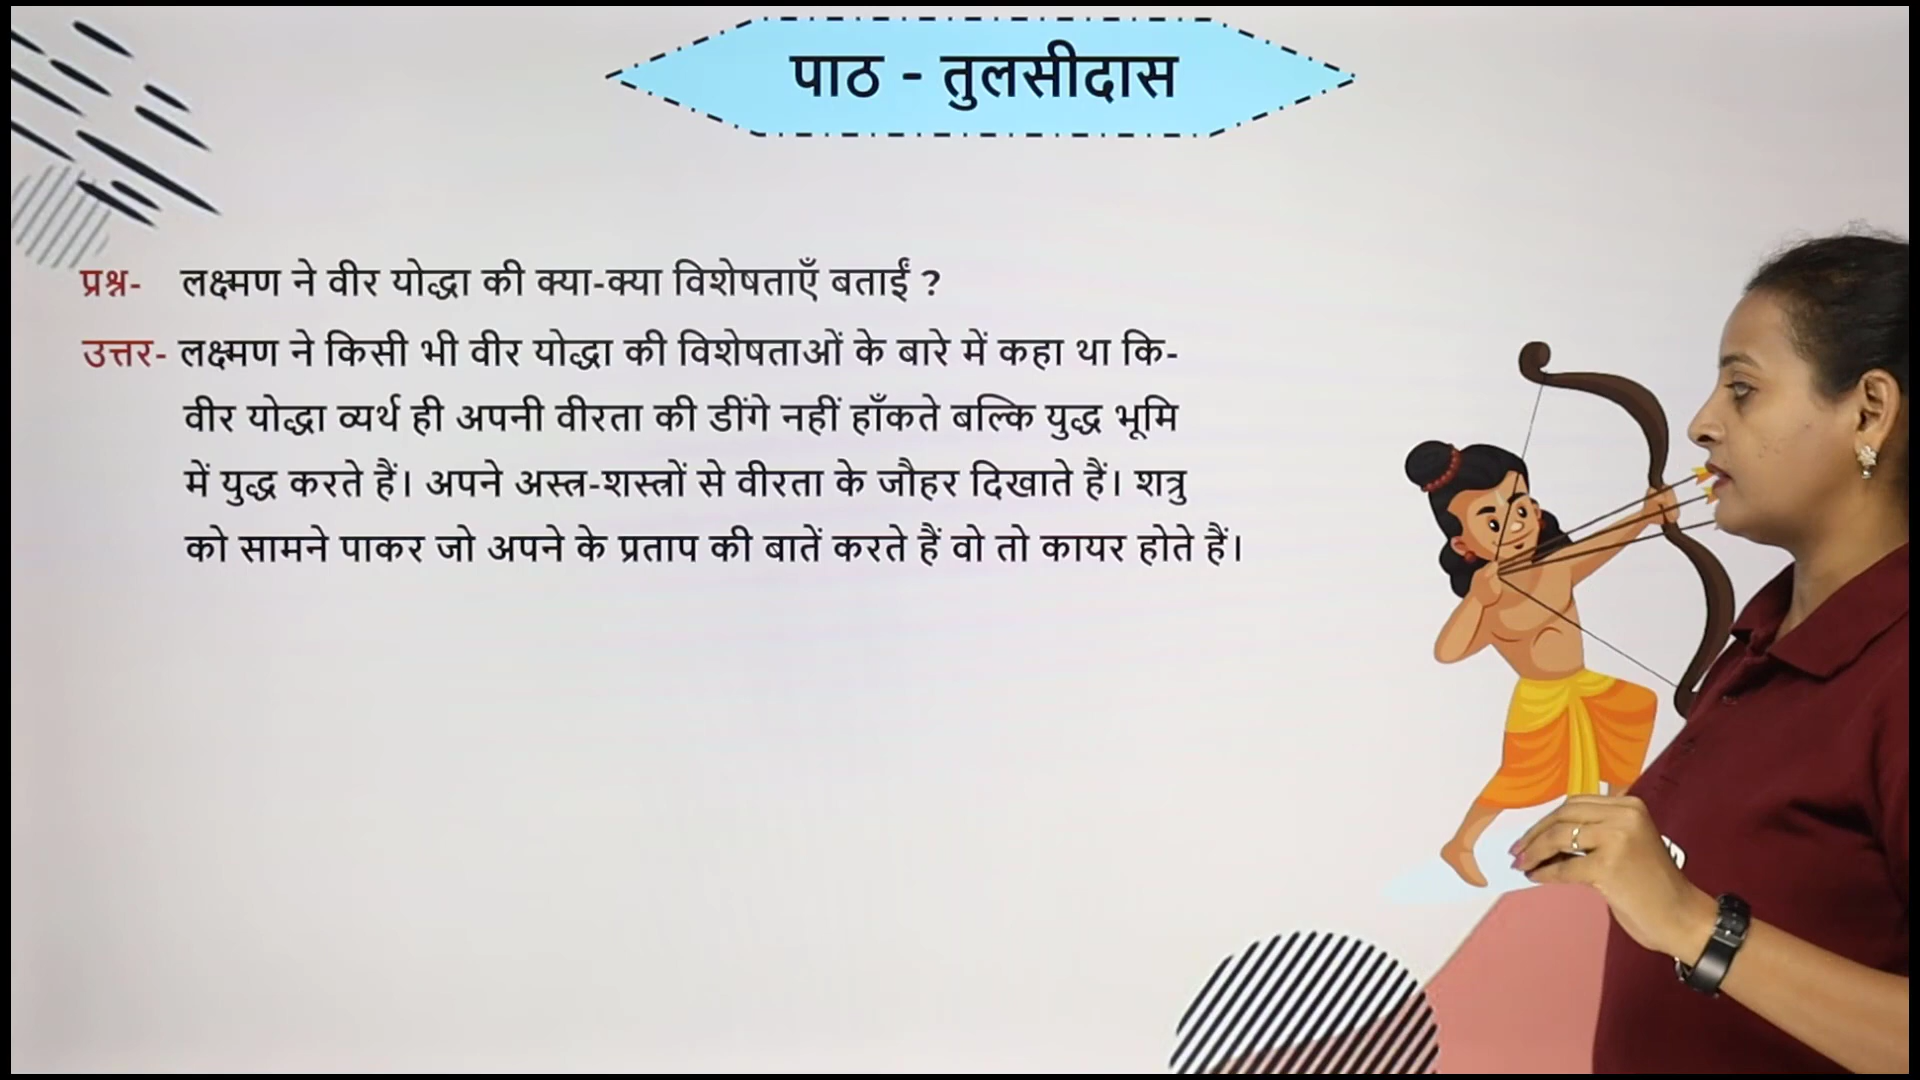 पाठ - तुलसीदास
प्रश्न- लक्ष्मण ने वीर योद्धा की क्या-क्या विशेषताएँ बताईं ?
उत्तर- लक्ष्मण ने किसी भी वीर योद्धा की विशेषताओं के बारे में कहा था कि-
वीर योद्धा व्यर्थ ही अपनी वीरता की डींगे नहीं हाँकते बल्कि युद्ध भूमि
में युद्ध करते हैं। अपने अस्त्र-शस्त्रों से वीरता के जौहर दिखाते हैं। शत्रु
को सामने पाकर जो अपने के प्रताप की बातें करते हैं वो तो कायर होते हैं।